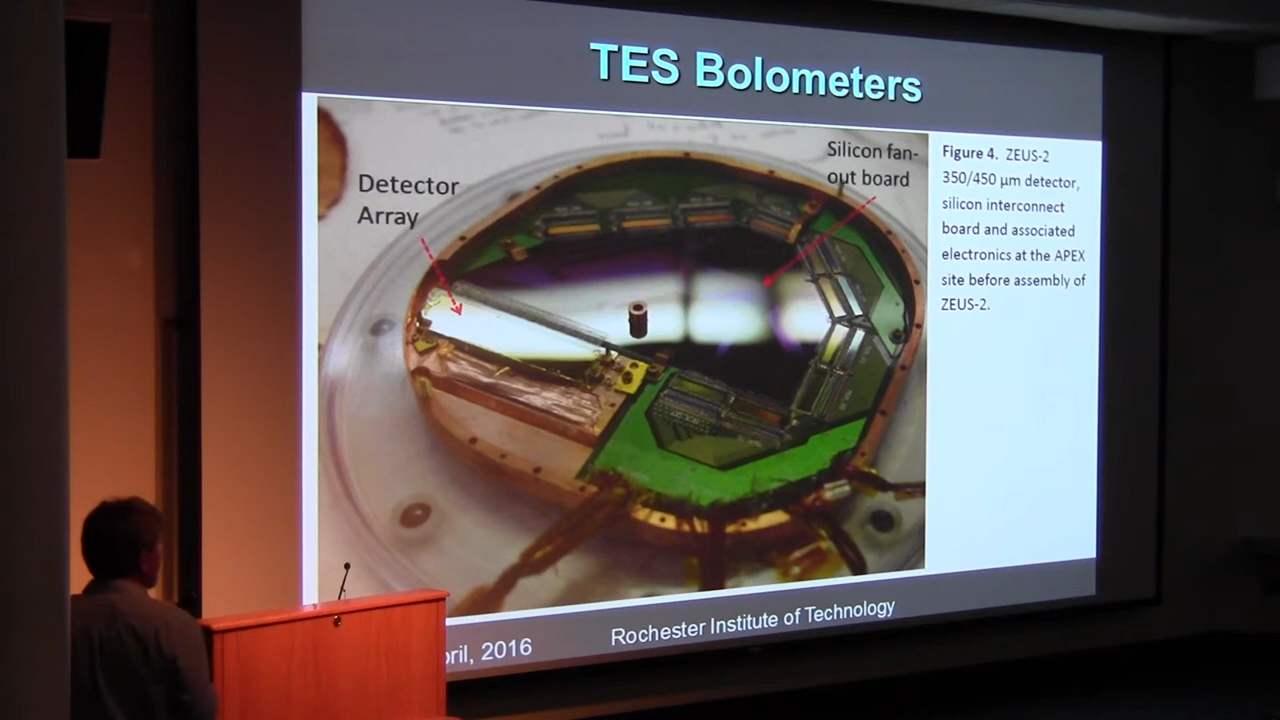 TES Bolometers
Detector
Array
Silicon fan-
out board
Figure 4. ZEUS-2
350/450 μm detector,
silicon interconnect
board and associated
electronics at the APEX
site before assembly of
ZEUS-2.
pril, 2016
Rochester Institute of Technology